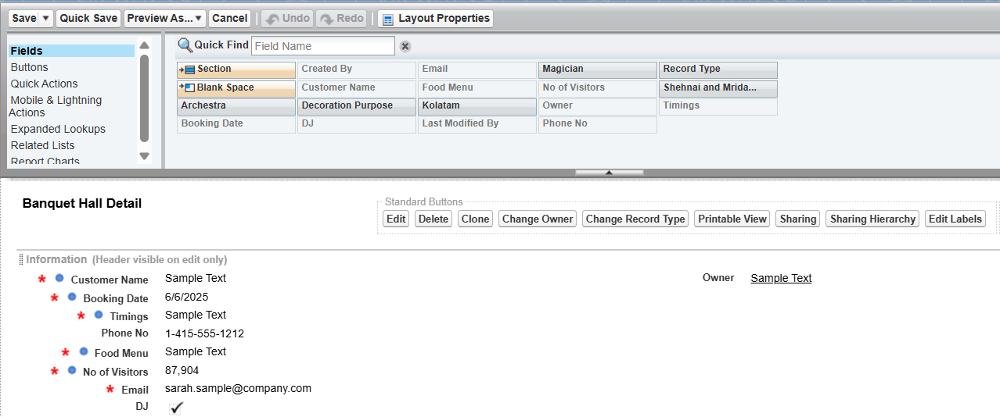 Save Quick Save Preview As... Cancel Undo Redo Layout Properties
Fields
Buttons
Quick Actions
Mobile & Lightning
Actions
Expanded Lookups
Related Lists
Report Charts
Quick Find Field Name
Section Created By Email Magician Record Type
Blank Space Customer Name Food Menu No of Visitors Shehnai and Mrida...
Archestra Decoration Purpose Kolatam Owner Timings
Booking Date DJ Last Modified By Phone No
Banquet Hall Detail
Standard Buttons
Edit Delete Clone Change Owner Change Record Type Printable View Sharing Sharing Hierarchy Edit Labels
Information (Header visible on edit only)
* Customer Name Sample Text Owner Sample Text
* Booking Date 6/6/2025
* Timings Sample Text
Phone No 1-415-555-1212
* Food Menu Sample Text
* No of Visitors 87,904
* Email sarah.sample@company.com
DJ ✓